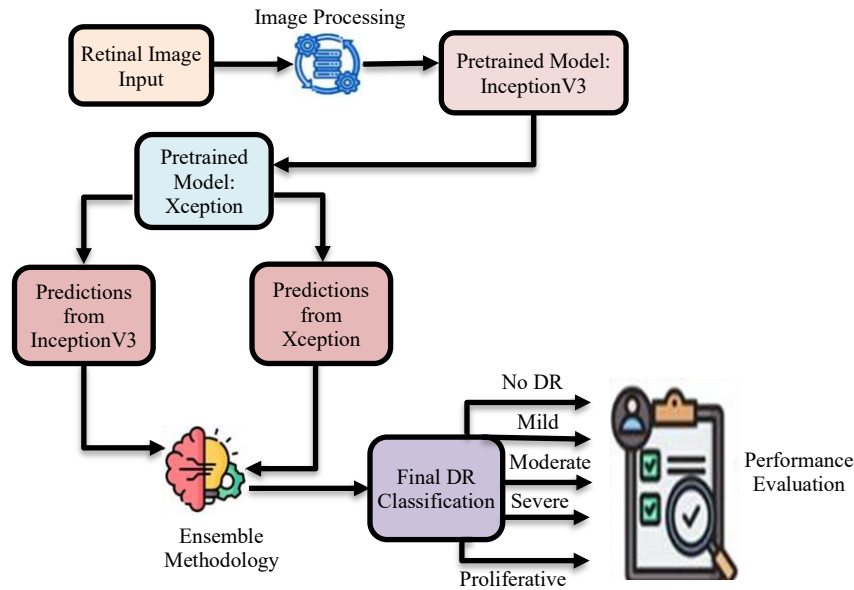 Image Processing
Retinal Image
Input
Pretrained Model:
InceptionV3
Pretrained
Model:
Xception
Predictions
from
InceptionV3
Predictions
from
Xception
No DR
Mild
Moderate
Severe
Proliferative
Final DR
Classification
Performance
Evaluation
Ensemble
Methodology